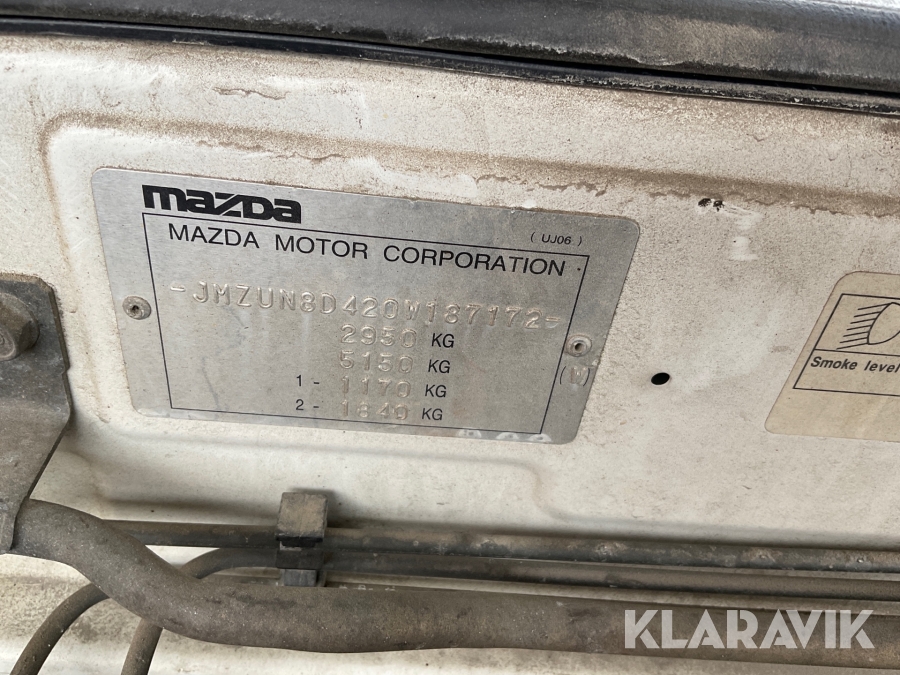 mazda
( UJ06 )
MAZDA MOTOR CORPORATION
-JMZUN8D420W187172-
2950 KG
5150 KG
(W)
1 - 1170 KG
2 - 1840 KG
Smoke level
KLARAVIK